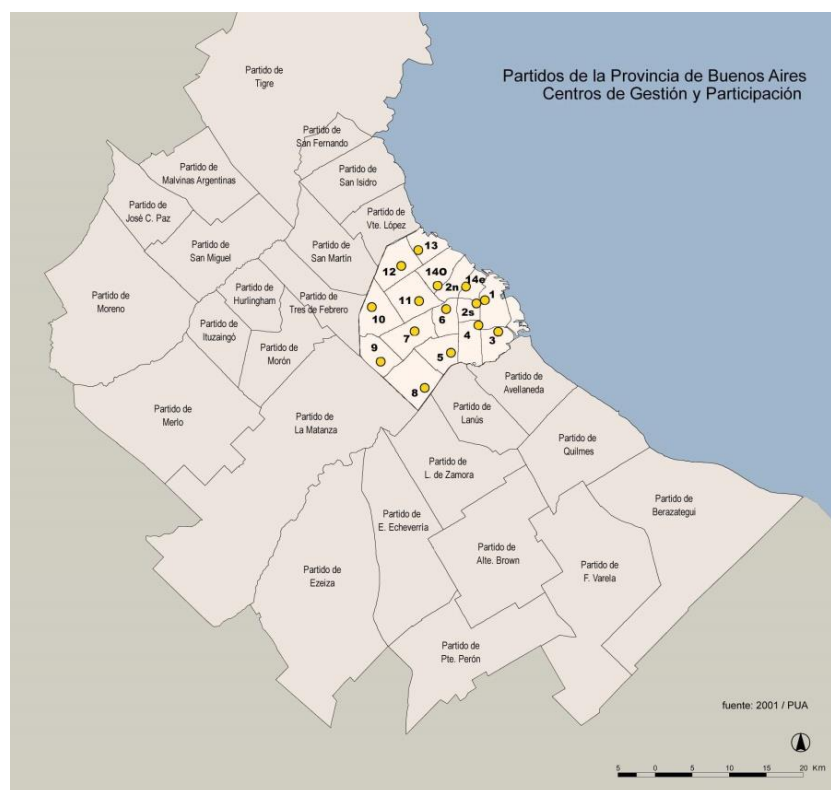 Partidos de la Provincia de Buenos Aires
Centros de Gestión y Participación
Partido de
Tigre
Partido de
San Fernando
Partido de
San Isidro
Partido de
Malvinas Argentinas
Partido de
José C. Paz
Partido de
Vte. López
Partido de
San Miguel
Partido de
San Martín
Partido de
Hurlingham
Partido de
Tres de Febrero
Partido de
Moreno
Partido de
Ituzaingó
Partido de
Morón
13
12
14O
14e
2n
1
11
2s
10
6
4
3
7
9
5
8
Partido de
Avellaneda
Partido de
Merlo
Partido de
La Matanza
Partido de
Lanús
Partido de
Quilmes
Partido de
L. de Zamora
Partido de
Berazategui
Partido de
E. Echeverría
Partido de
Alte. Brown
Partido de
Ezeiza
Partido de
F. Varela
Partido de
Pte. Perón
fuente: 2001 / PUA
5 0 5 10 15 20 Km